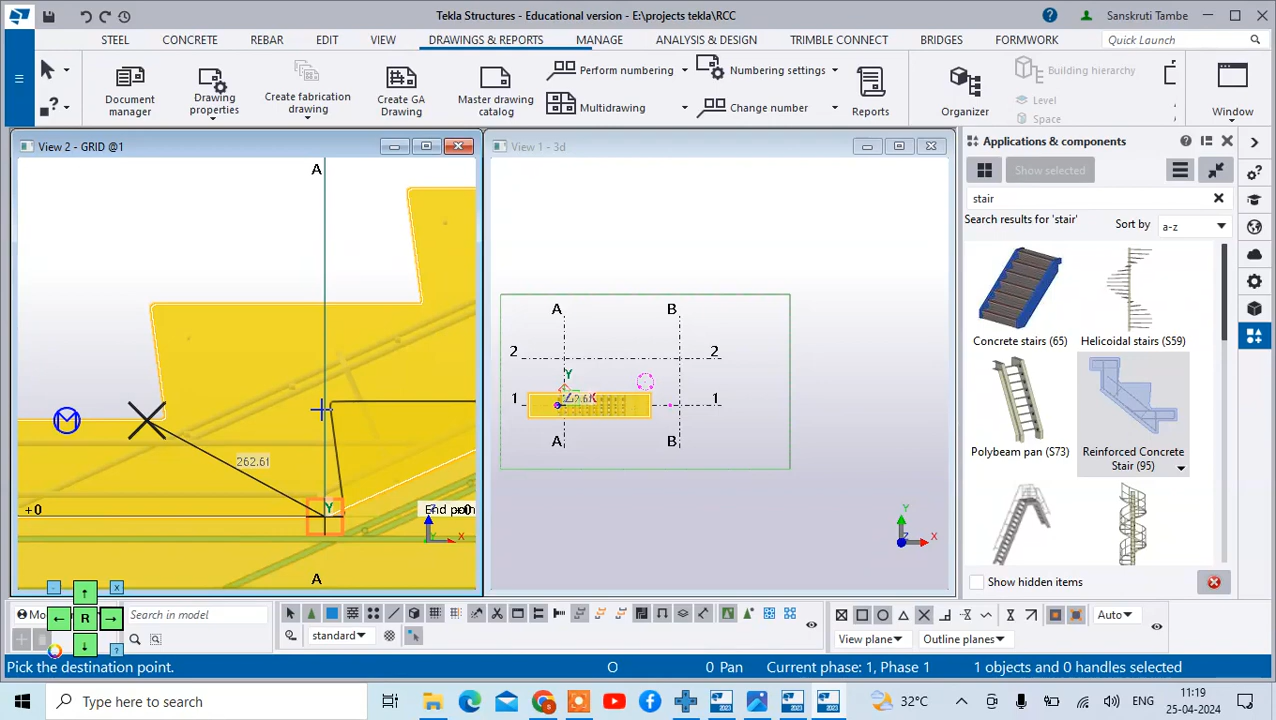 Tekla Structures - Educational version - E:\projects tekla\RCC
Sanskruti Tambe
STEEL
CONCRETE
REBAR
EDIT
VIEW
DRAWINGS & REPORTS
MANAGE
ANALYSIS & DESIGN
TRIMBLE CONNECT
BRIDGES
FORMWORK
Quick Launch
Document manager
Drawing properties
Create fabrication drawing
Create GA Drawing
Master drawing catalog
Perform numbering
Multidrawing
Numbering settings
Change number
Reports
Organizer
Building hierarchy
Level
Space
Window
View 2 - GRID @1
View 1 - 3d
Applications & components
Show selected
stair
Search results for 'stair'
Sort by
a-z
Concrete stairs (65)
Helicoidal stairs (S59)
Polybeam pan (S73)
Reinforced Concrete Stair (95)
Show hidden items
A
262.61
+0
Y
End point
X
A
A
B
2
2
Y
1
1
X
A
B
Y
Z
X
R
Search in model
standard
Auto
View plane
Outline planes
Pick the destination point.
O
0 Pan
Current phase: 1, Phase 1
1 objects and 0 handles selected
Type here to search
32°C
ENG
11:19
25-04-2024